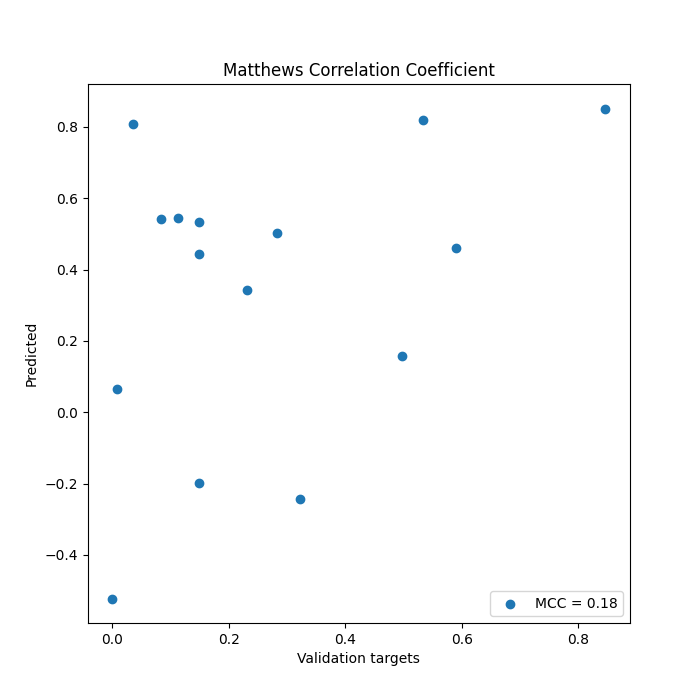 Matthews Correlation Coefficient
0.8
0.6
0.4
0.2
0.0
−0.2
−0.4
Predicted
MCC = 0.18
0.0 0.2 0.4 0.6 0.8
Validation targets